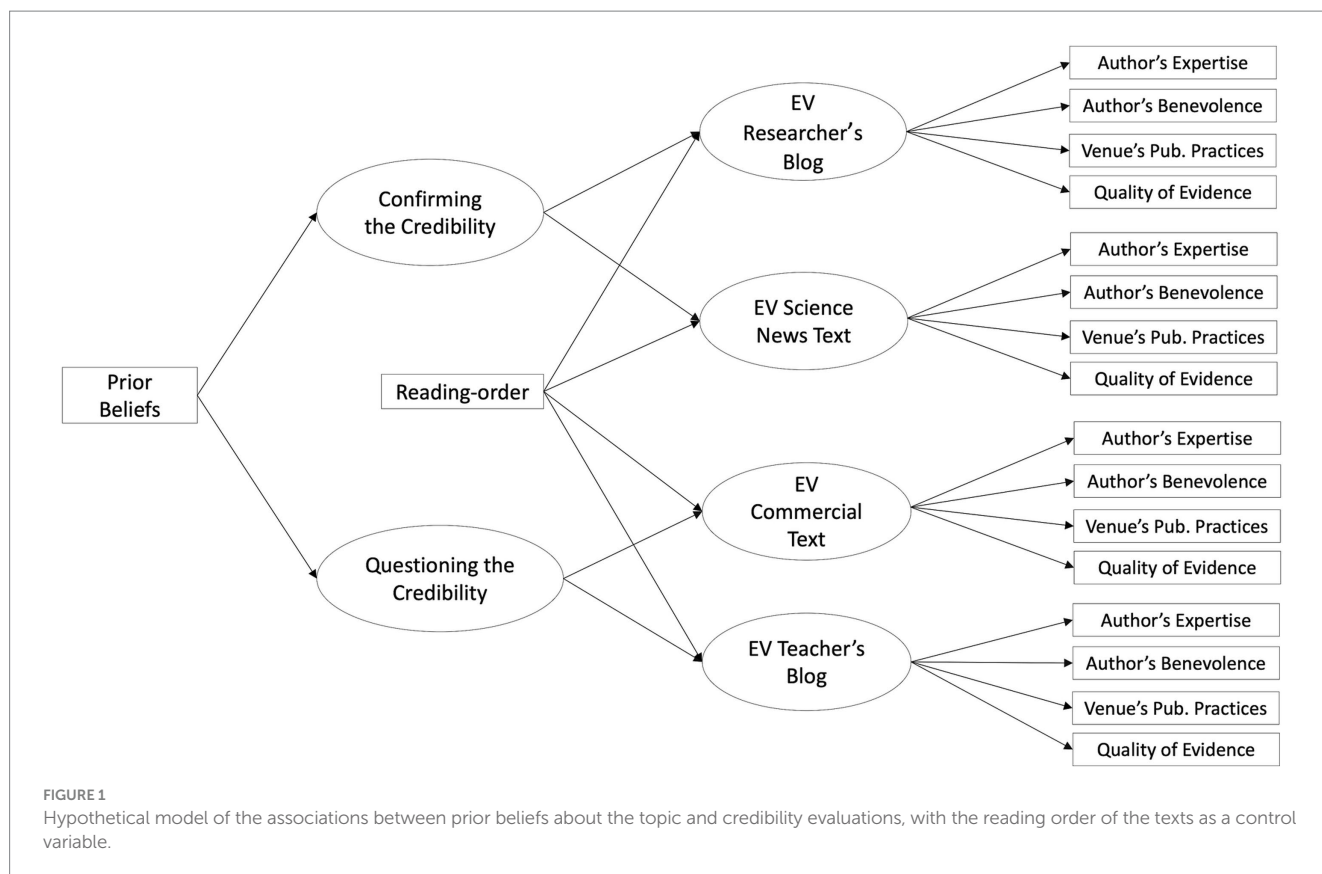 Prior
Beliefs
Confirming
the Credibility
Reading-order
Questioning the
Credibility
EV
Researcher's
Blog
EV Science
News Text
EV
Commercial
Text
EV Teacher's
Blog
Author's Expertise
Author's Benevolence
Venue's Pub. Practices
Quality of Evidence
Author's Expertise
Author's Benevolence
Venue's Pub. Practices
Quality of Evidence
Author's Expertise
Author's Benevolence
Venue's Pub. Practices
Quality of Evidence
Author's Expertise
Author's Benevolence
Venue's Pub. Practices
Quality of Evidence
FIGURE 1
Hypothetical model of the associations between prior beliefs about the topic and credibility evaluations, with the reading order of the texts as a control
variable.